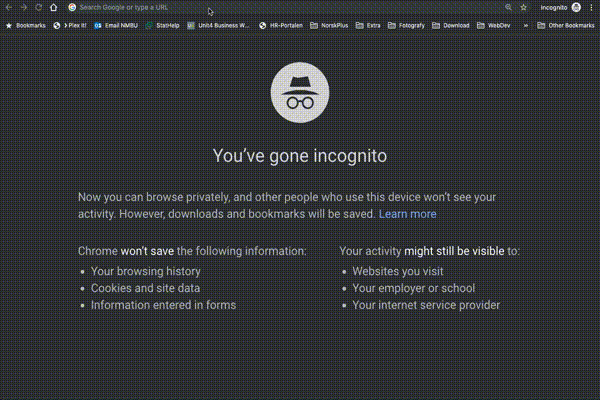 Search Google or type a URL
Incognito
Bookmarks
Plex It!
Email NMBU
StatHelp
Unit4 Business W...
HR-Portalen
NorskPlus
Extra
Fotografy
Download
WebDev
»
Other Bookmarks
You’ve gone incognito
Now you can browse privately, and other people who use this device won’t see your
activity. However, downloads and bookmarks will be saved. Learn more
Chrome won’t save the following information:
• Your browsing history
• Cookies and site data
• Information entered in forms
Your activity might still be visible to:
• Websites you visit
• Your employer or school
• Your internet service provider